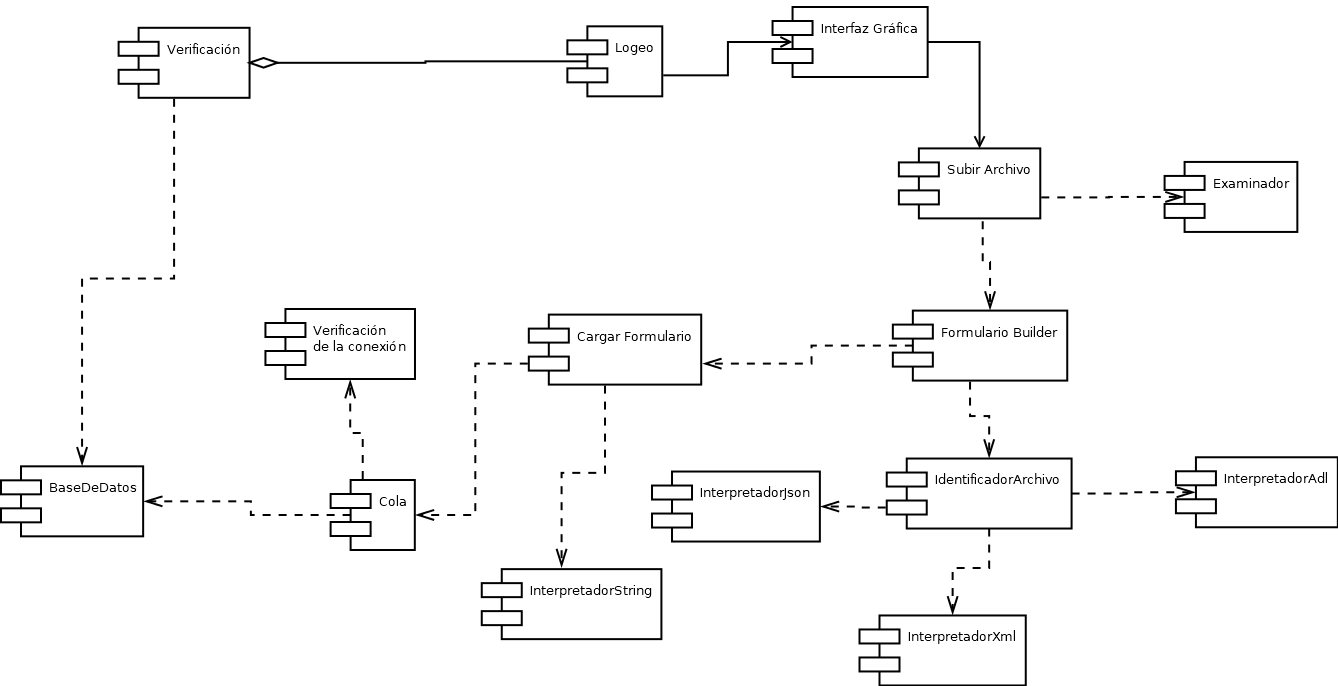 Verificación
Logeo
Interfaz Gráfica
Subir Archivo
Examinador
Verificación
de la conexión
Cargar Formulario
Formulario Builder
BaseDeDatos
Cola
InterpretadorJson
IdentificadorArchivo
InterpretadorAdl
InterpretadorString
InterpretadorXml